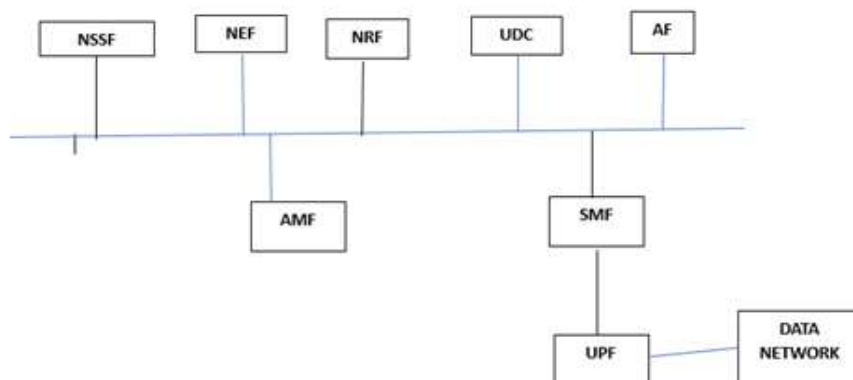 NSSF
NEF
NRF
UDC
AF
AMF
SMF
UPF
DATA
NETWORK